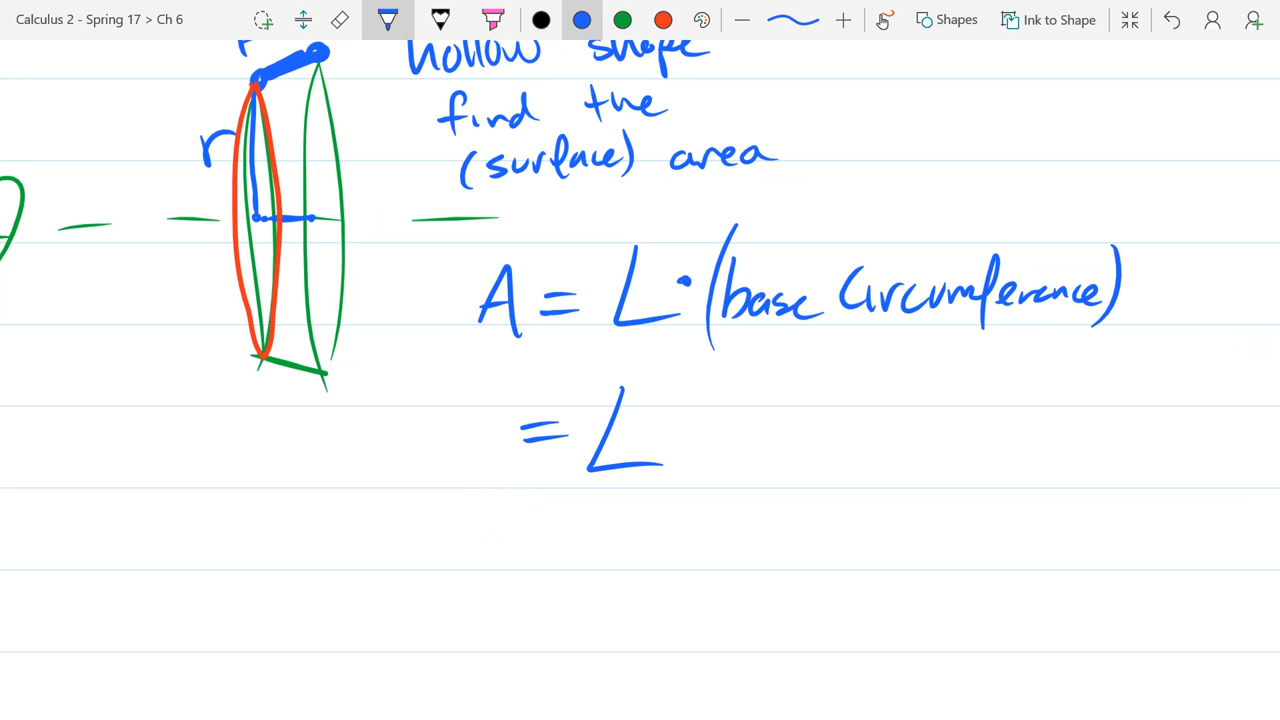 Calculus 2 - Spring 17 > Ch 6
Shapes
Ink to Shape
hollow shape
find the
r
(surface) area
A = L · (base circumference)
= L